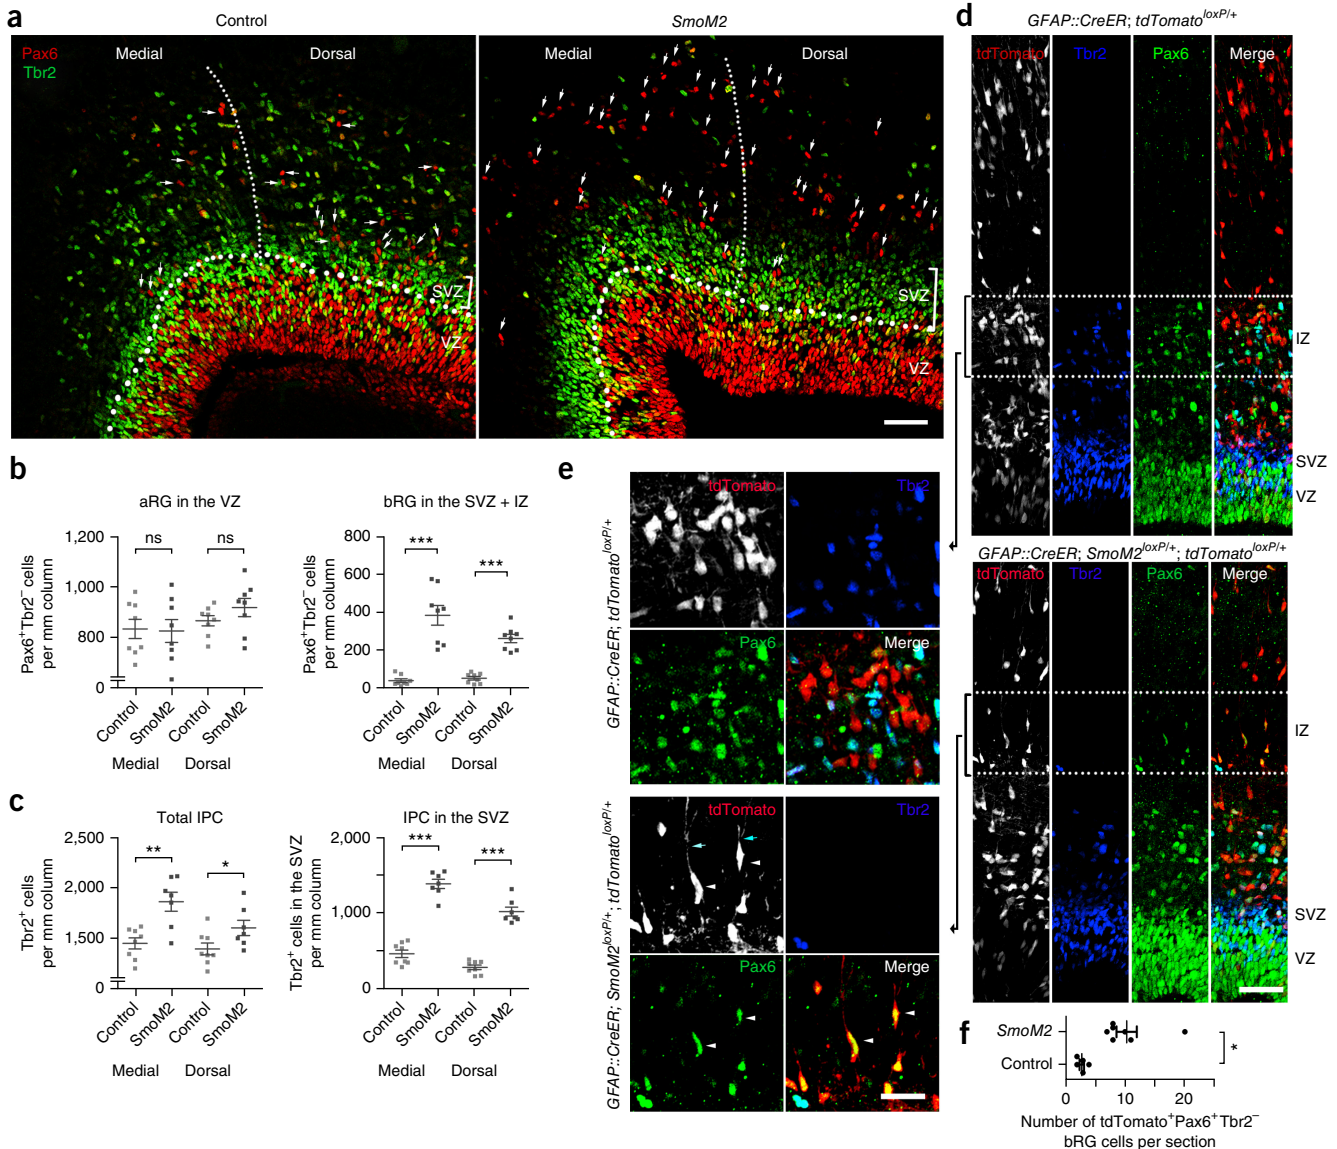 a
Control
SmoM2
Pax6
Tbr2
Medial
Dorsal
SVZ
VZ
Medial
Dorsal
SVZ
VZ
b
aRG in the VZ
Pax6+Tbr2− cells
per mm column
1,200
1,000
800
0
ns
ns
Control
SmoM2
Control
SmoM2
Medial
Dorsal
bRG in the SVZ + IZ
Pax6+Tbr2− cells
per mm column
800
600
400
200
0
***
***
Control
SmoM2
Control
SmoM2
Medial
Dorsal
c
Total IPC
Tbr2+ cells
per mm column
2,500
2,000
1,500
0
**
*
Control
SmoM2
Control
SmoM2
Medial
Dorsal
IPC in the SVZ
Tbr2+ cells in the SVZ
per mm column
2,000
1,000
0
***
***
Control
SmoM2
Control
SmoM2
Medial
Dorsal
d
GFAP::CreER; tdTomatoloxP/+
tdTomato
Tbr2
Pax6
Merge
IZ
SVZ
VZ
GFAP::CreER; SmoM2loxP/+; tdTomatoloxP/+
tdTomato
Tbr2
Pax6
Merge
IZ
SVZ
VZ
e
GFAP::CreER; tdTomatoloxP/+
tdTomato
Tbr2
Pax6
Merge
GFAP::CreER; SmoM2loxP/+; tdTomatoloxP/+
tdTomato
Tbr2
Pax6
Merge
f
SmoM2
Control
*
0
10
20
Number of tdTomato+Pax6+Tbr2−
bRG cells per section